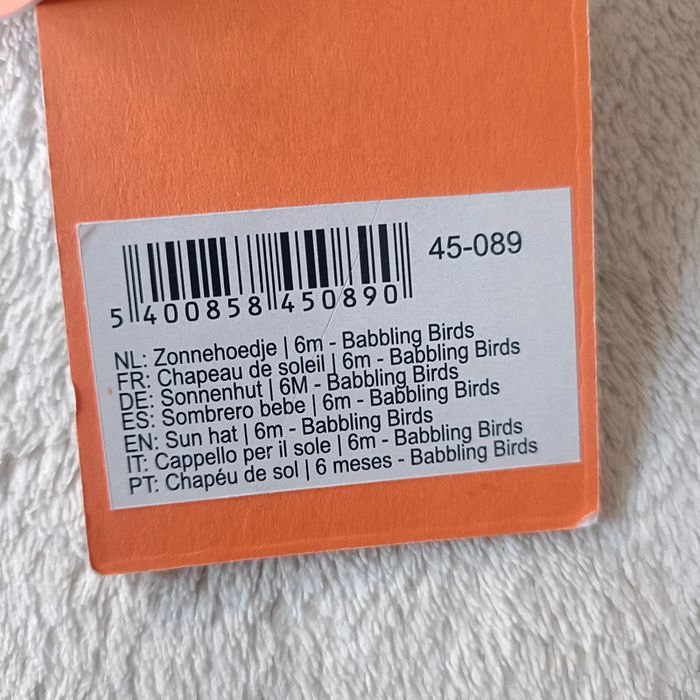 45-089
5 400858 450890
NL: Zonnehoedje | 6m - Babbling Birds
FR: Chapeau de soleil | 6m - Babbling Birds
DE: Sonnenhut | 6M - Babbling Birds
ES: Sombrero bebe | 6m - Babbling Birds
EN: Sun hat | 6m - Babbling Birds
IT: Cappello per il sole | 6m - Babbling Birds
PT: Chapéu de sol | 6 meses - Babbling Birds